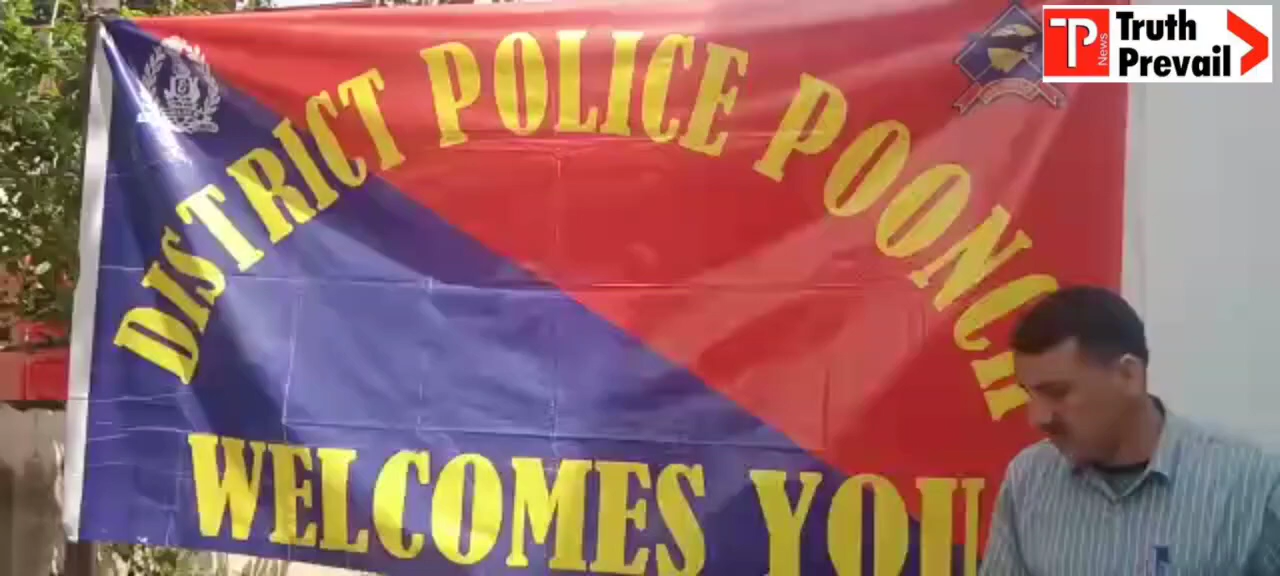 DISTRICT POLICE POONCH
WELCOMES YOU
TP News
Truth
Prevail